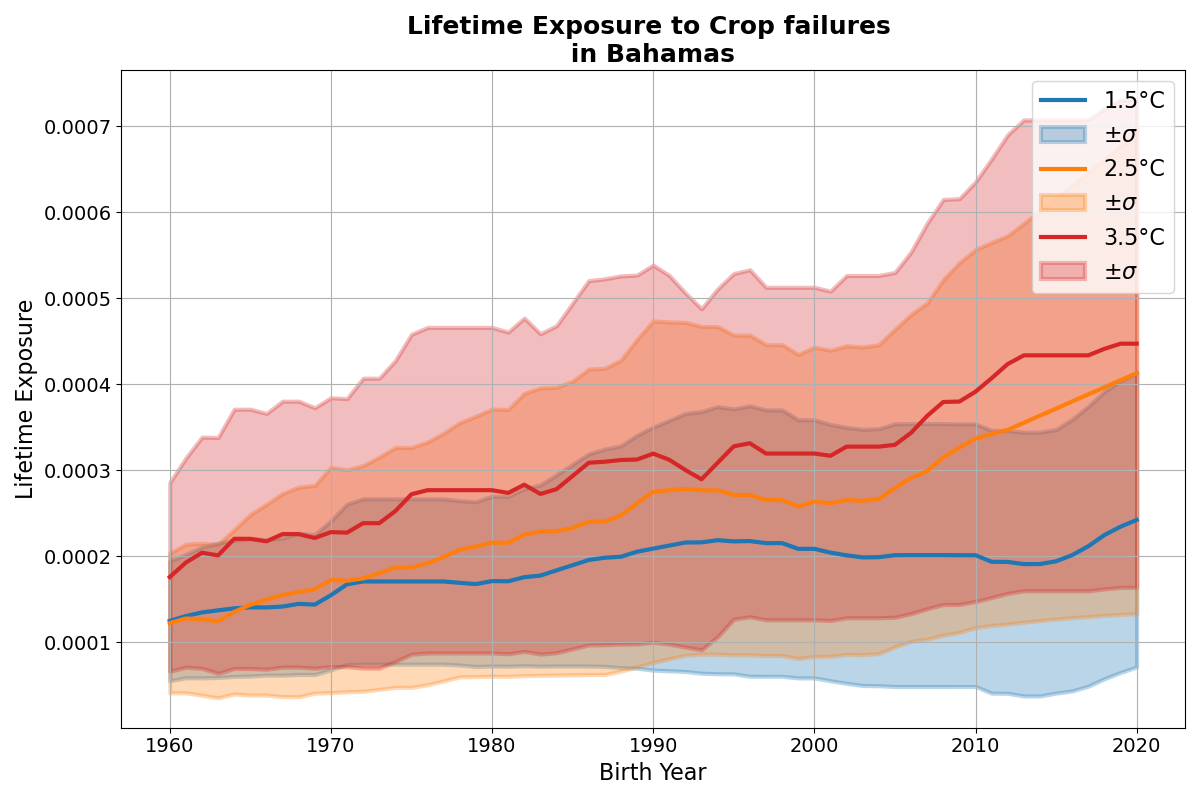 Lifetime Exposure to Crop failures
in Bahamas
Lifetime Exposure
0.0007
0.0006
0.0005
0.0004
0.0003
0.0002
0.0001
1.5°C
±σ
2.5°C
±σ
3.5°C
±σ
1960 1970 1980 1990 2000 2010 2020
Birth Year